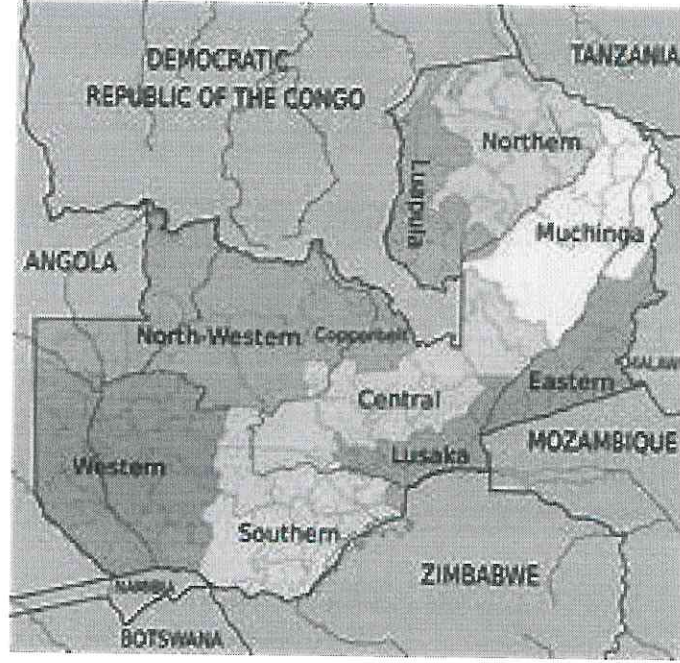 DEMOCRATIC
REPUBLIC OF THE CONGO
TANZANIA
Northern
Luapula
Muchinga
ANGOLA
North-Western
Copperbelt
MALAWI
Eastern
Central
MOZAMBIQUE
Western
Lusaka
Southern
ZIMBABWE
NAMIBIA
BOTSWANA